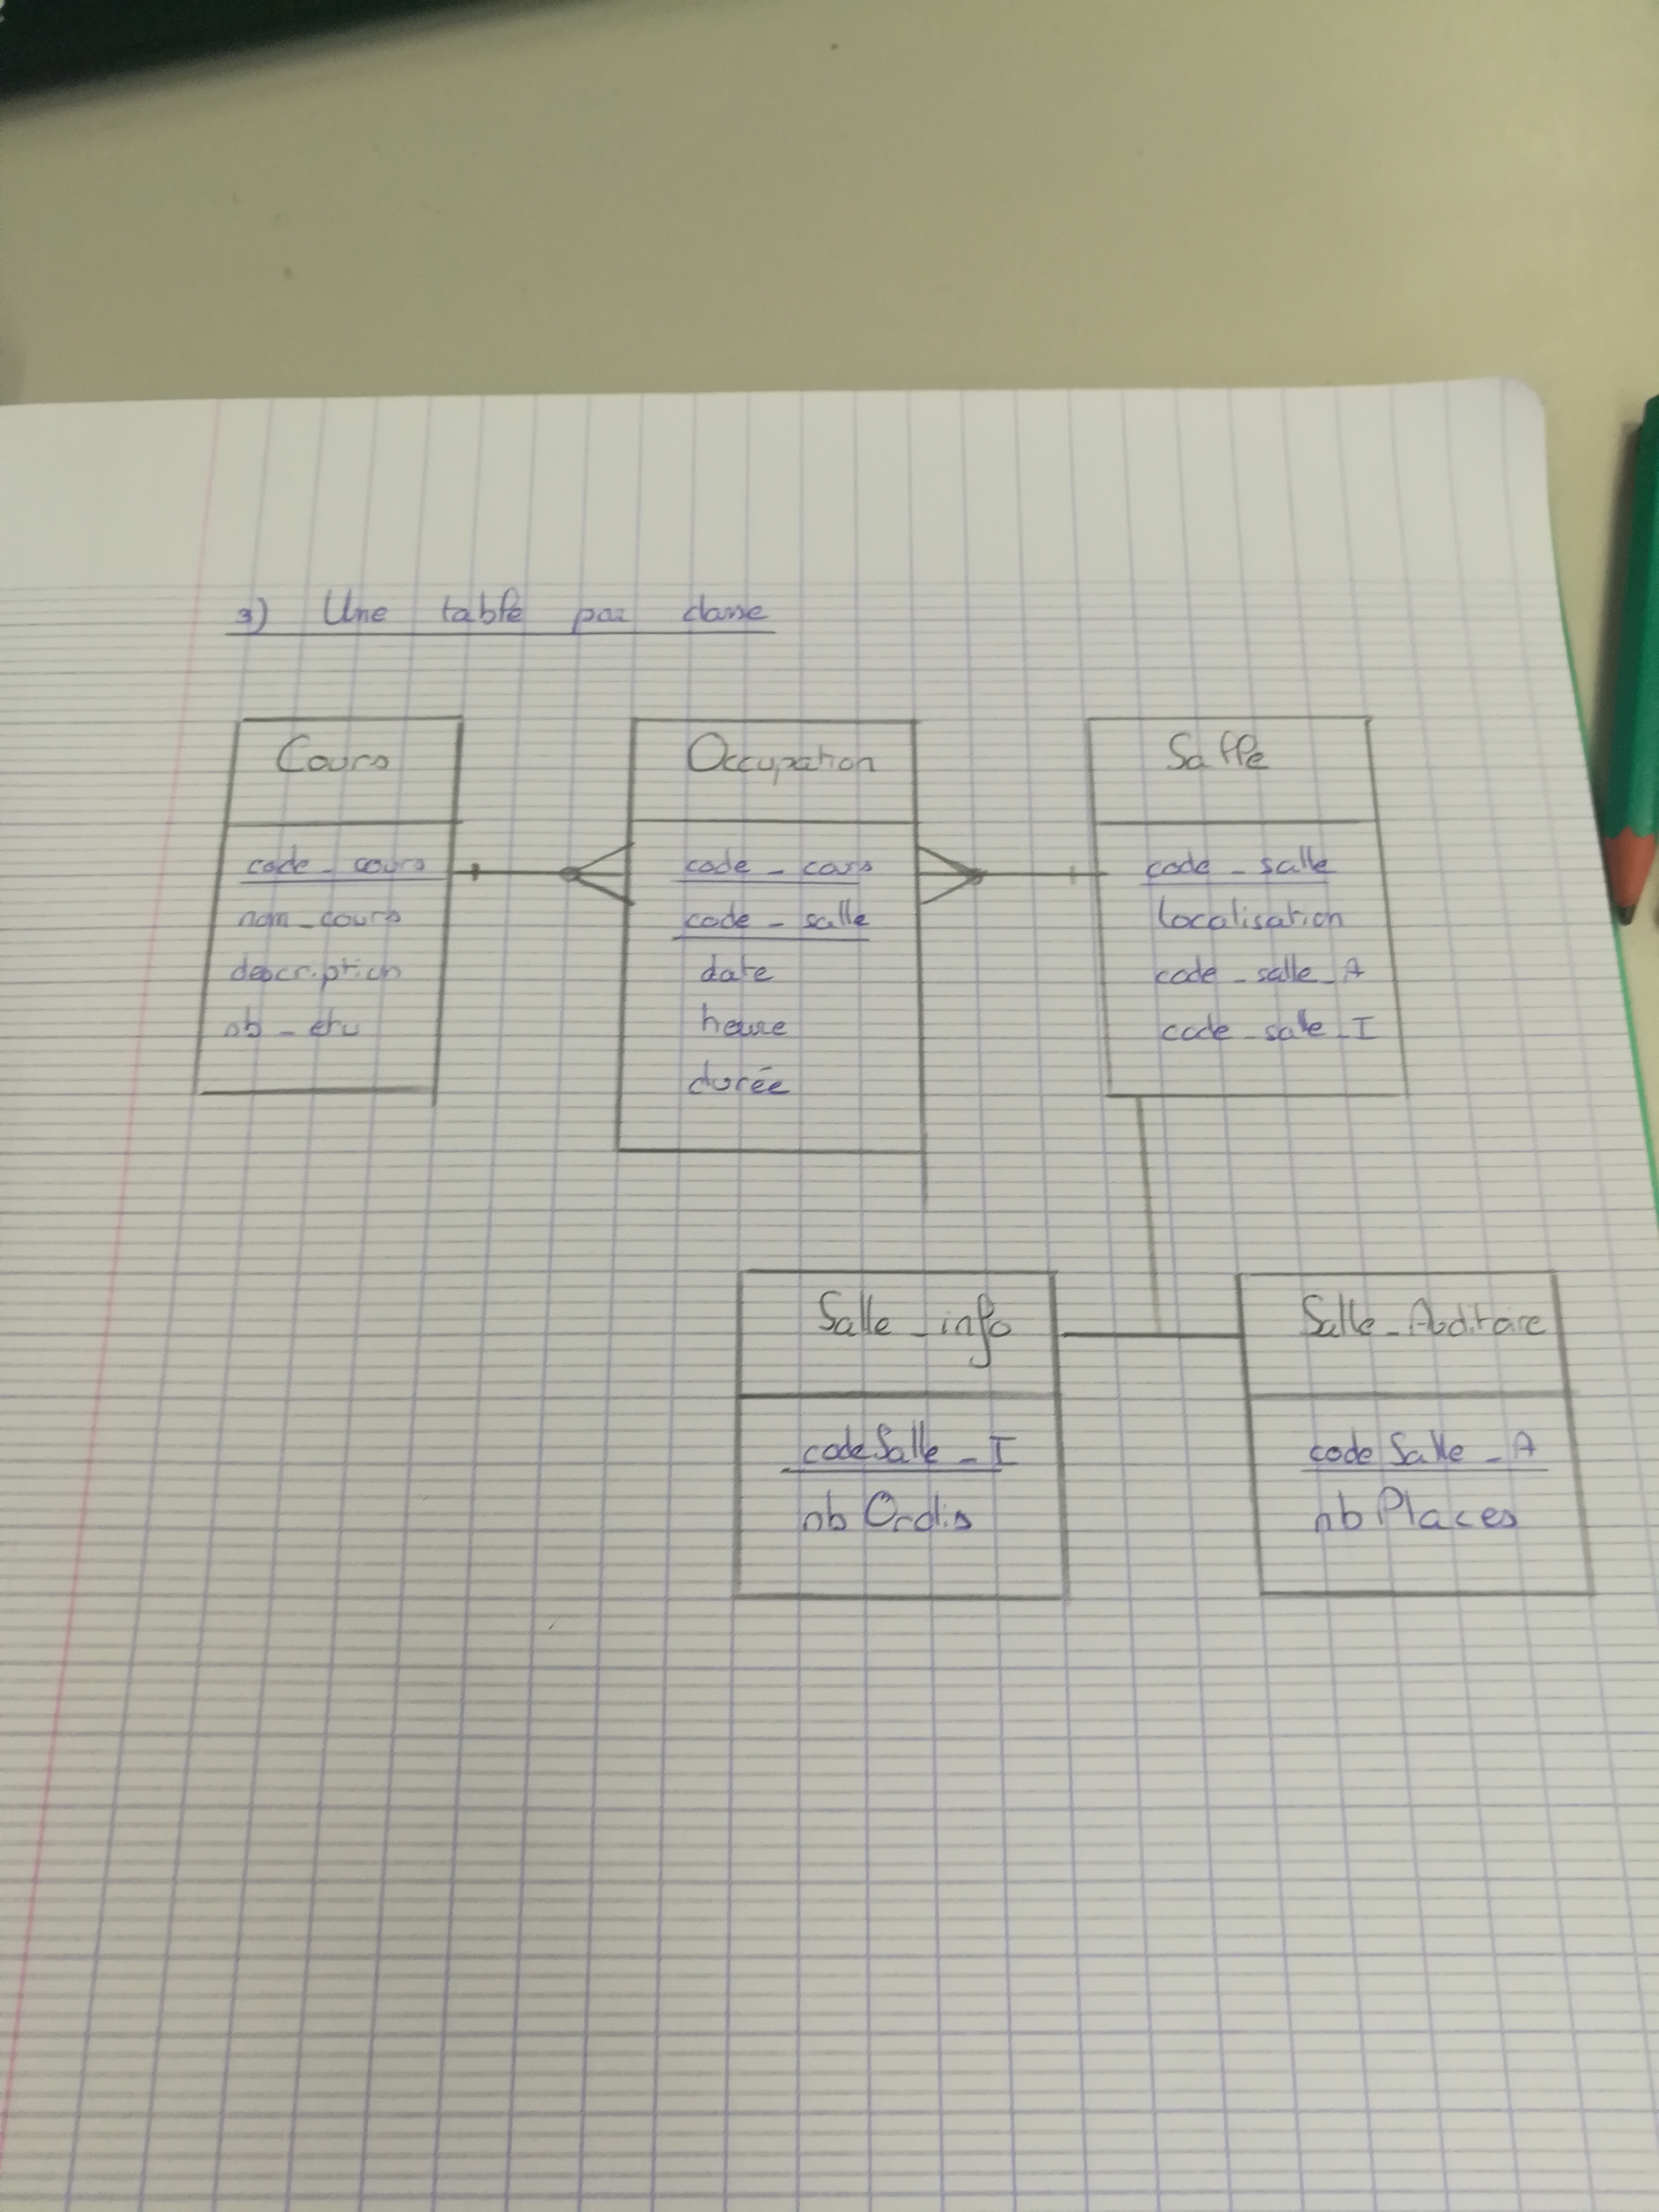 3) Une table par classe
Cours
code_cours
nom_cours
description
nb_etu
Occupation
code_cours
code_salle
date
heure
durée
Salle
code_salle
Localisation
code_salle_A
code_salle_I
Salle_info
codeSalle_I
nb Ordis
Salle_Auditoire
code Salle_A
nb Places